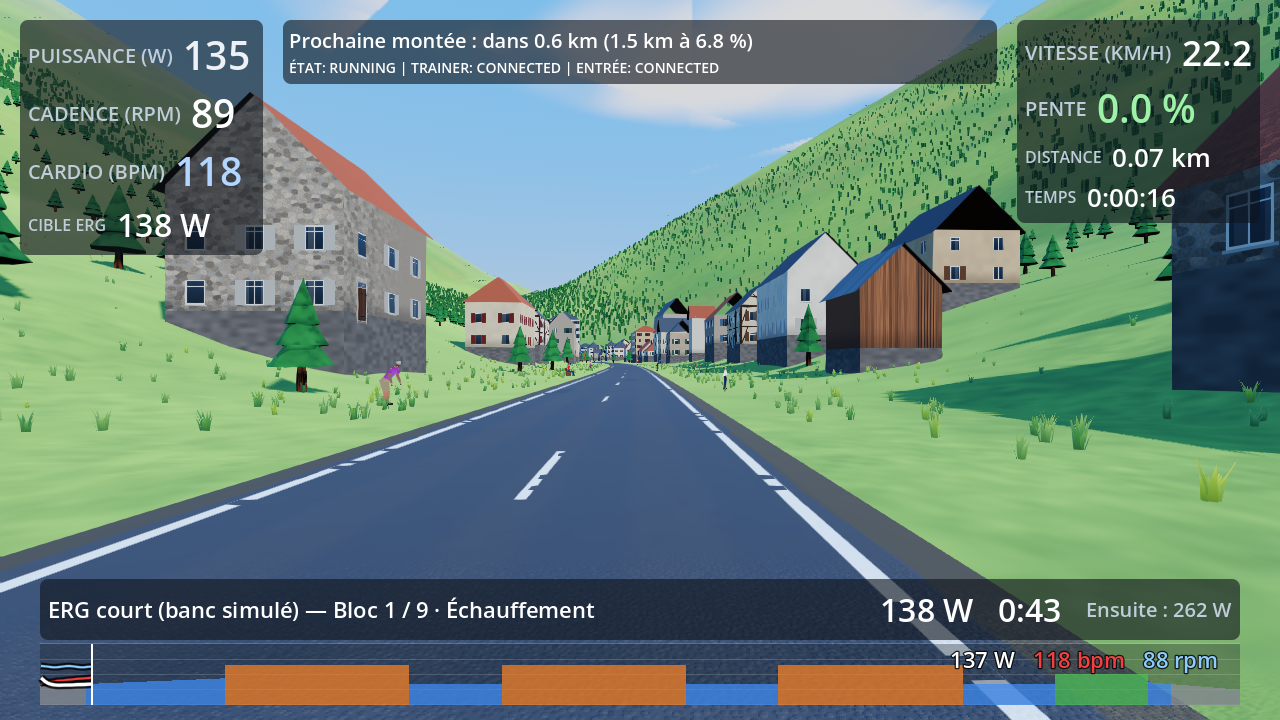 PUISSANCE (W) 135
CADENCE (RPM) 89
CARDIO (BPM) 118
CIBLE ERG 138 W
Prochaine montée : dans 0.6 km (1.5 km à 6.8 %)
ÉTAT: RUNNING | TRAINER: CONNECTED | ENTRÉE: CONNECTED
VITESSE (KM/H) 22.2
PENTE 0.0 %
DISTANCE 0.07 km
TEMPS 0:00:16
ERG court (banc simulé) — Bloc 1 / 9 · Échauffement 138 W 0:43 Ensuite : 262 W
137 W 118 bpm 88 rpm